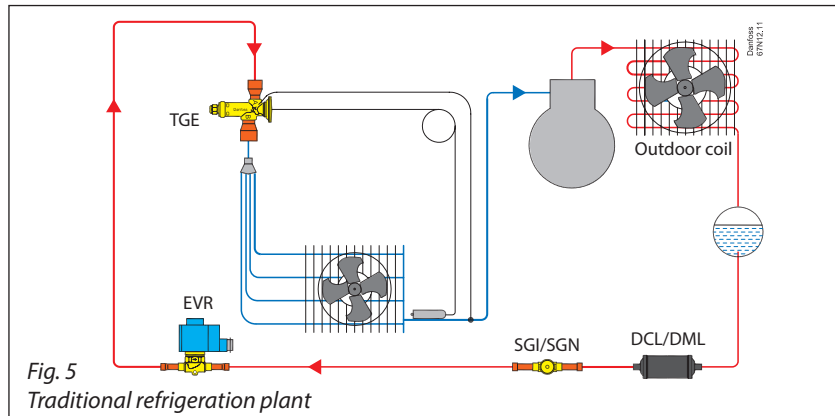 Danfoss
67N12.11
TGE
Outdoor coil
EVR
SGI/SGN
DCL/DML
Fig. 5
Traditional refrigeration plant